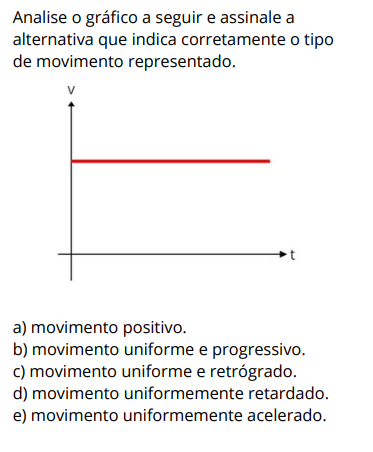 Analise o gráfico a seguir e assinale a
alternativa que indica corretamente o tipo
de movimento representado.
v
t
a) movimento positivo.
b) movimento uniforme e progressivo.
c) movimento uniforme e retrógrado.
d) movimento uniformemente retardado.
e) movimento uniformemente acelerado.